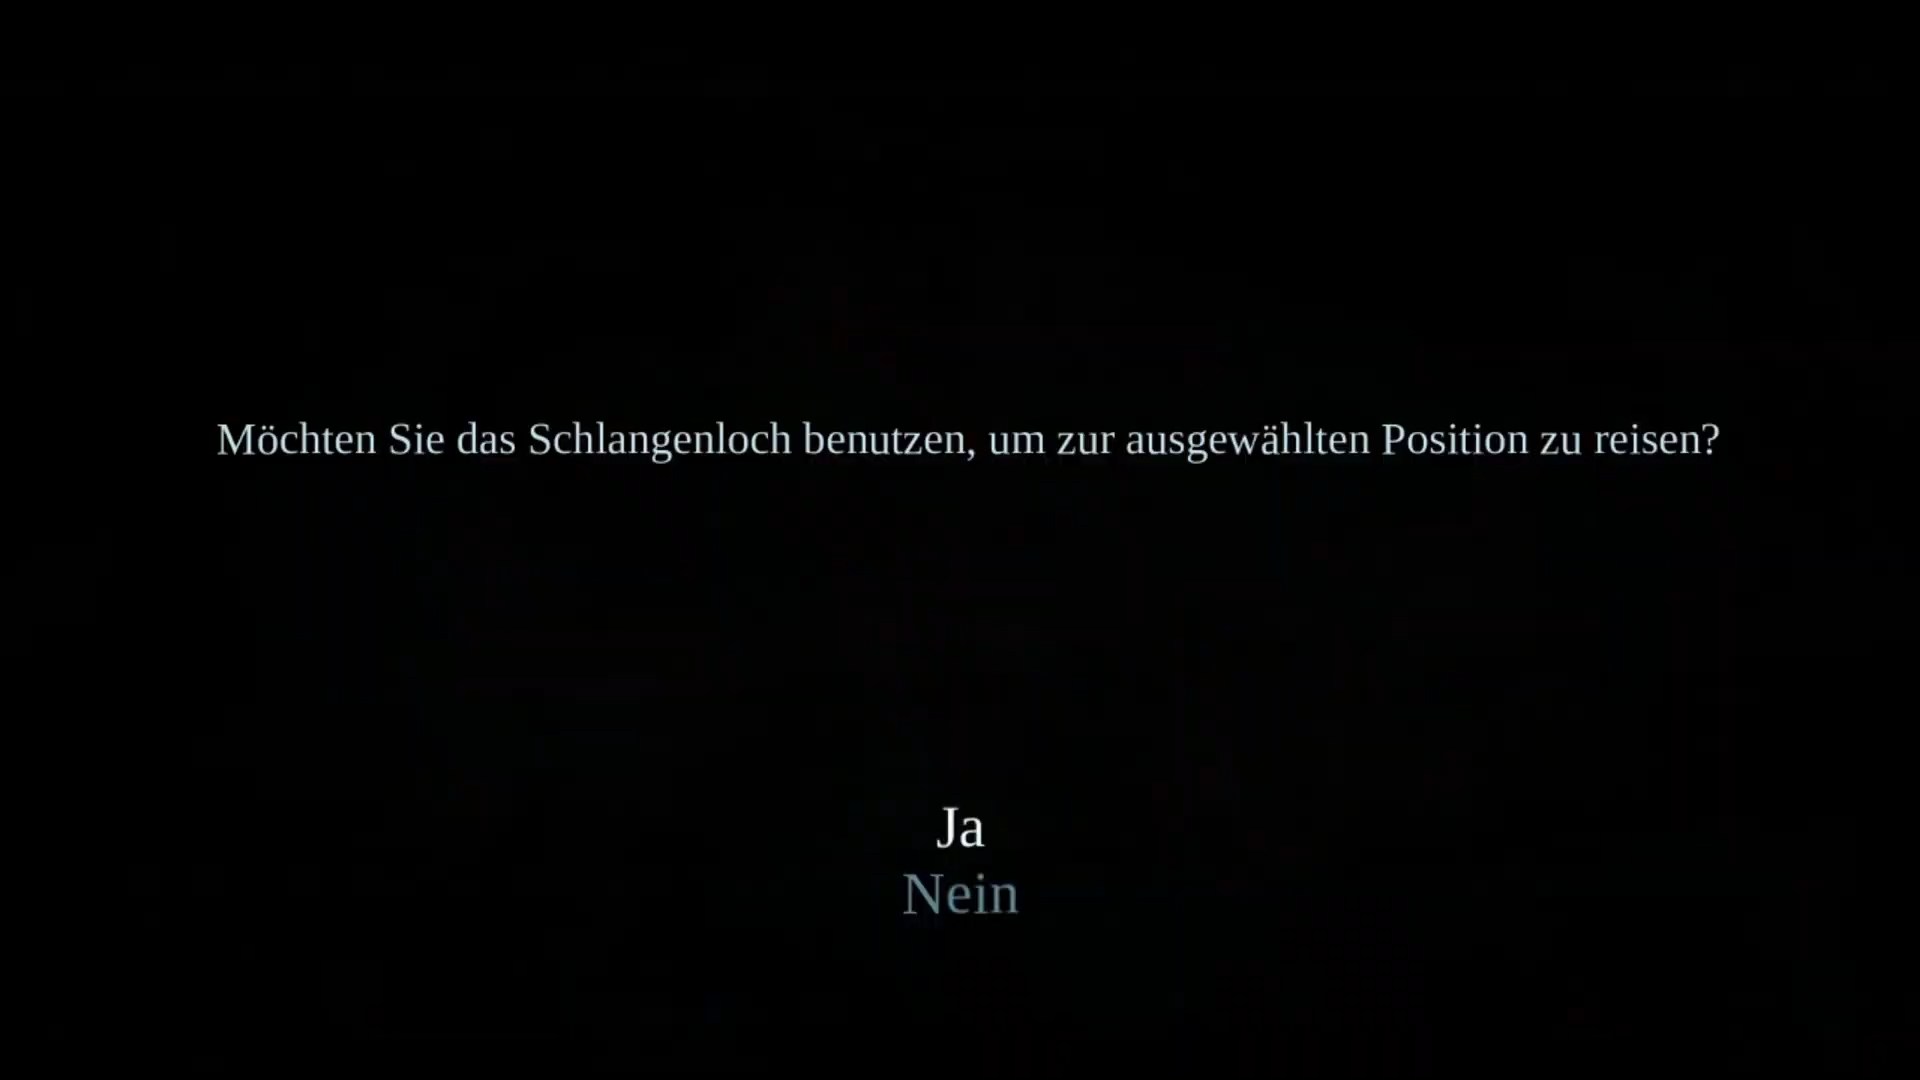 Möchten Sie das Schlangenloch benutzen, um zur ausgewählten Position zu reisen?
Ja
Nein